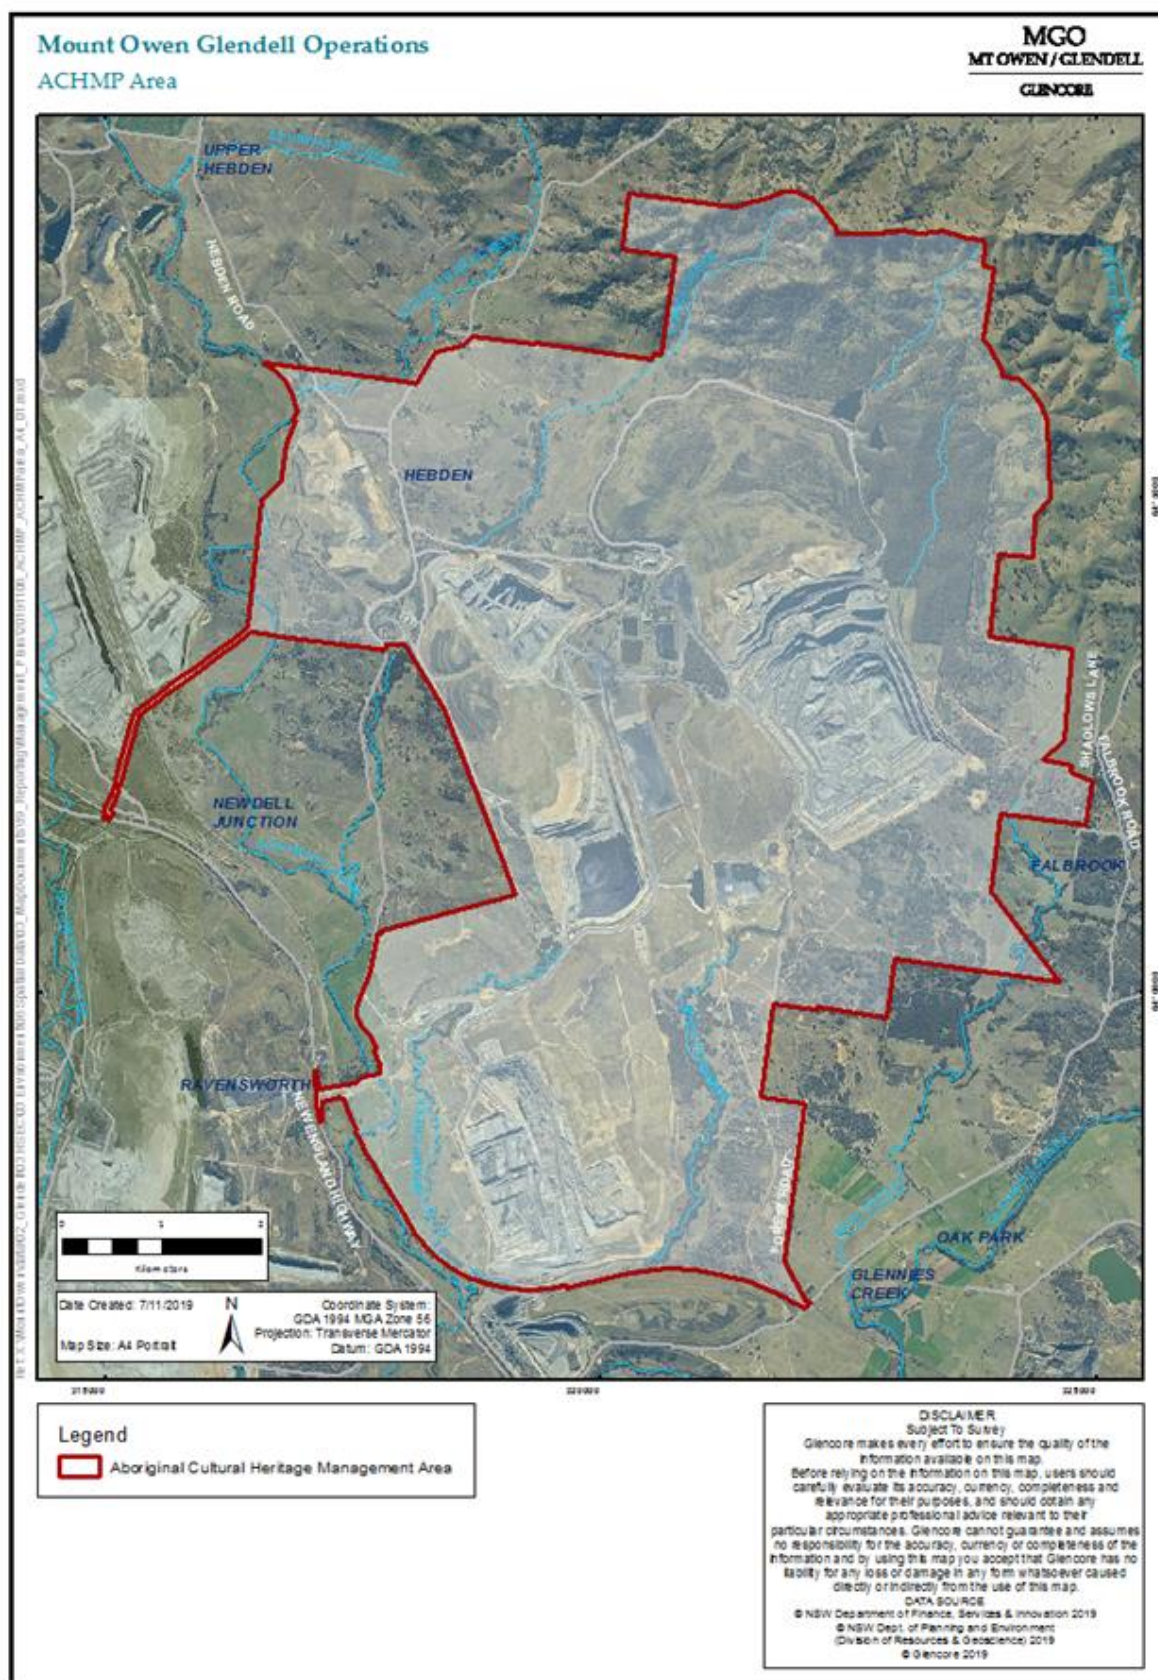 Mount Owen Glendell Operations
ACHMP Area
MGO
MT OWEN / GLENDELL
GLENCORE
UPPER
HEBDEN
HEBDEN ROAD
HEBDEN
SHADLOWS LANE
FALBROOK ROAD
NEWDELL
JUNCTION
FALBROOK
RAVENSWORTH
NEW ENGLAND HIGHWAY
ROAD
OAK PARK
GLENNIES
CREEK
0 1 2
Kilometers
Date Created: 7/11/2019
Map Size: A4 Portrait
N
Coordinate System:
GDA 1994 MGA Zone 56
Projection: Transverse Mercator
Datum: GDA 1994
315000 320000 325000
Legend
Aboriginal Cultural Heritage Management Area
DISCLAIMER
Subject To Survey
Glencore makes every effort to ensure the quality of the
information available on this map.
Before relying on the information on this map, users should
carefully evaluate its accuracy, currency, completeness and
relevance for their purposes, and should obtain any
appropriate professional advice relevant to their
particular circumstances. Glencore cannot guarantee and assumes
no responsibility for the accuracy, currency or completeness of the
information and by using this map you accept that Glencore has no
liability for any loss or damage in any form whatsoever caused
directly or indirectly from the use of this map.
DATA SOURCE
© NSW Department of Finance, Services & Innovation 2019
© NSW Dept. of Planning and Environment
(Division of Resources & Geoscience) 2019
© Glencore 2019